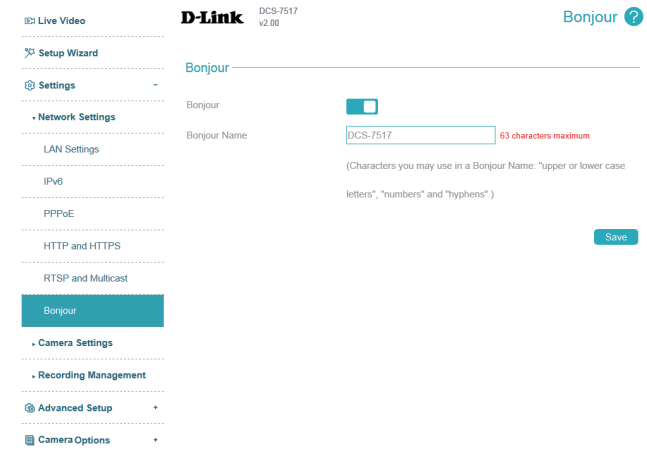 D-Link
DCS-7517
v2.00
Bonjour ?
Live Video
Setup Wizard
Settings -
Network Settings
LAN Settings
IPv6
PPPoE
HTTP and HTTPS
RTSP and Multicast
Bonjour
Camera Settings
Recording Management
Advanced Setup +
Camera Options +
Bonjour
Bonjour
Bonjour Name DCS-7517 63 characters maximum
(Characters you may use in a Bonjour Name: "upper or lower case
letters", "numbers" and "hyphens".)
Save